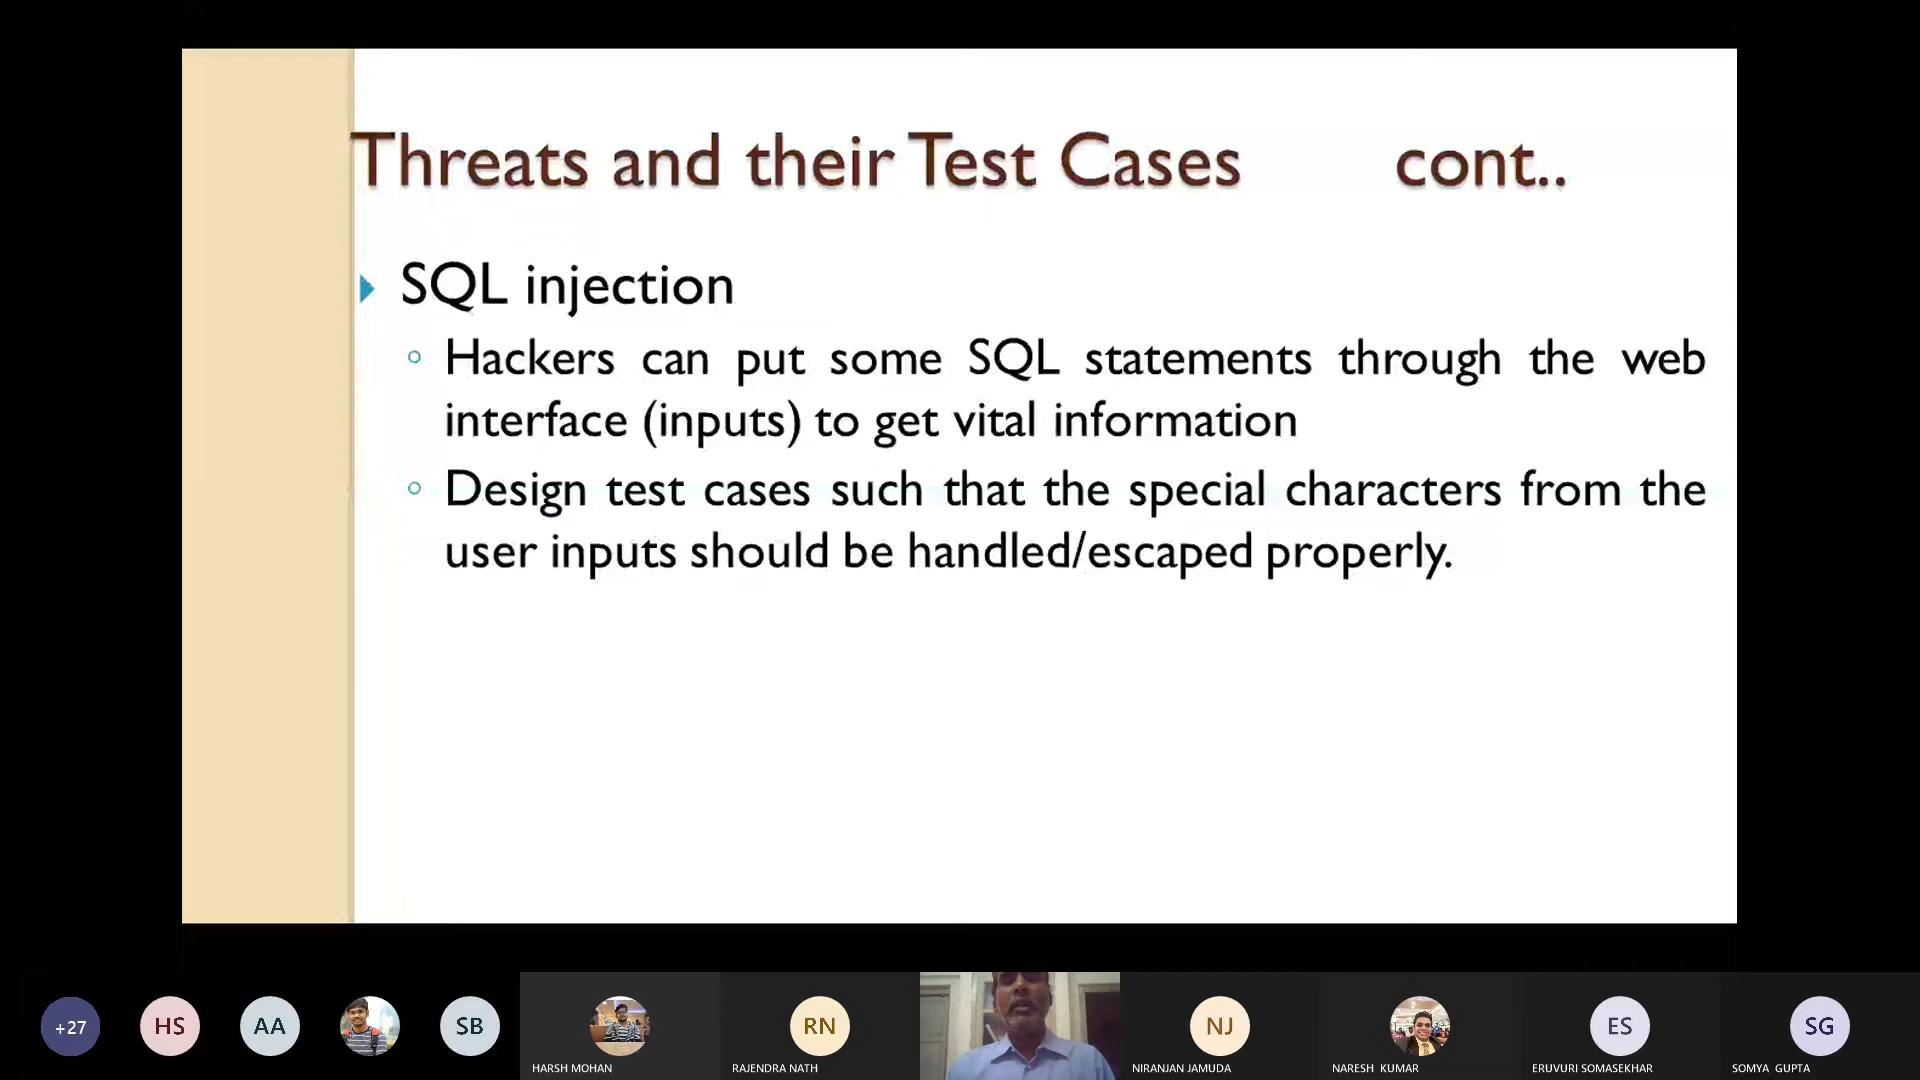 Threats and their Test Cases cont..
SQL injection
Hackers can put some SQL statements through the web
interface (inputs) to get vital information
Design test cases such that the special characters from the
user inputs should be handled/escaped properly.
+27
HS
AA
SB
HARSH MOHAN
RN
RAJENDRA NATH
NJ
NIRANJAN JAMUDA
NARESH KUMAR
ES
ERUVURI SOMASEKHAR
SG
SOMYA GUPTA